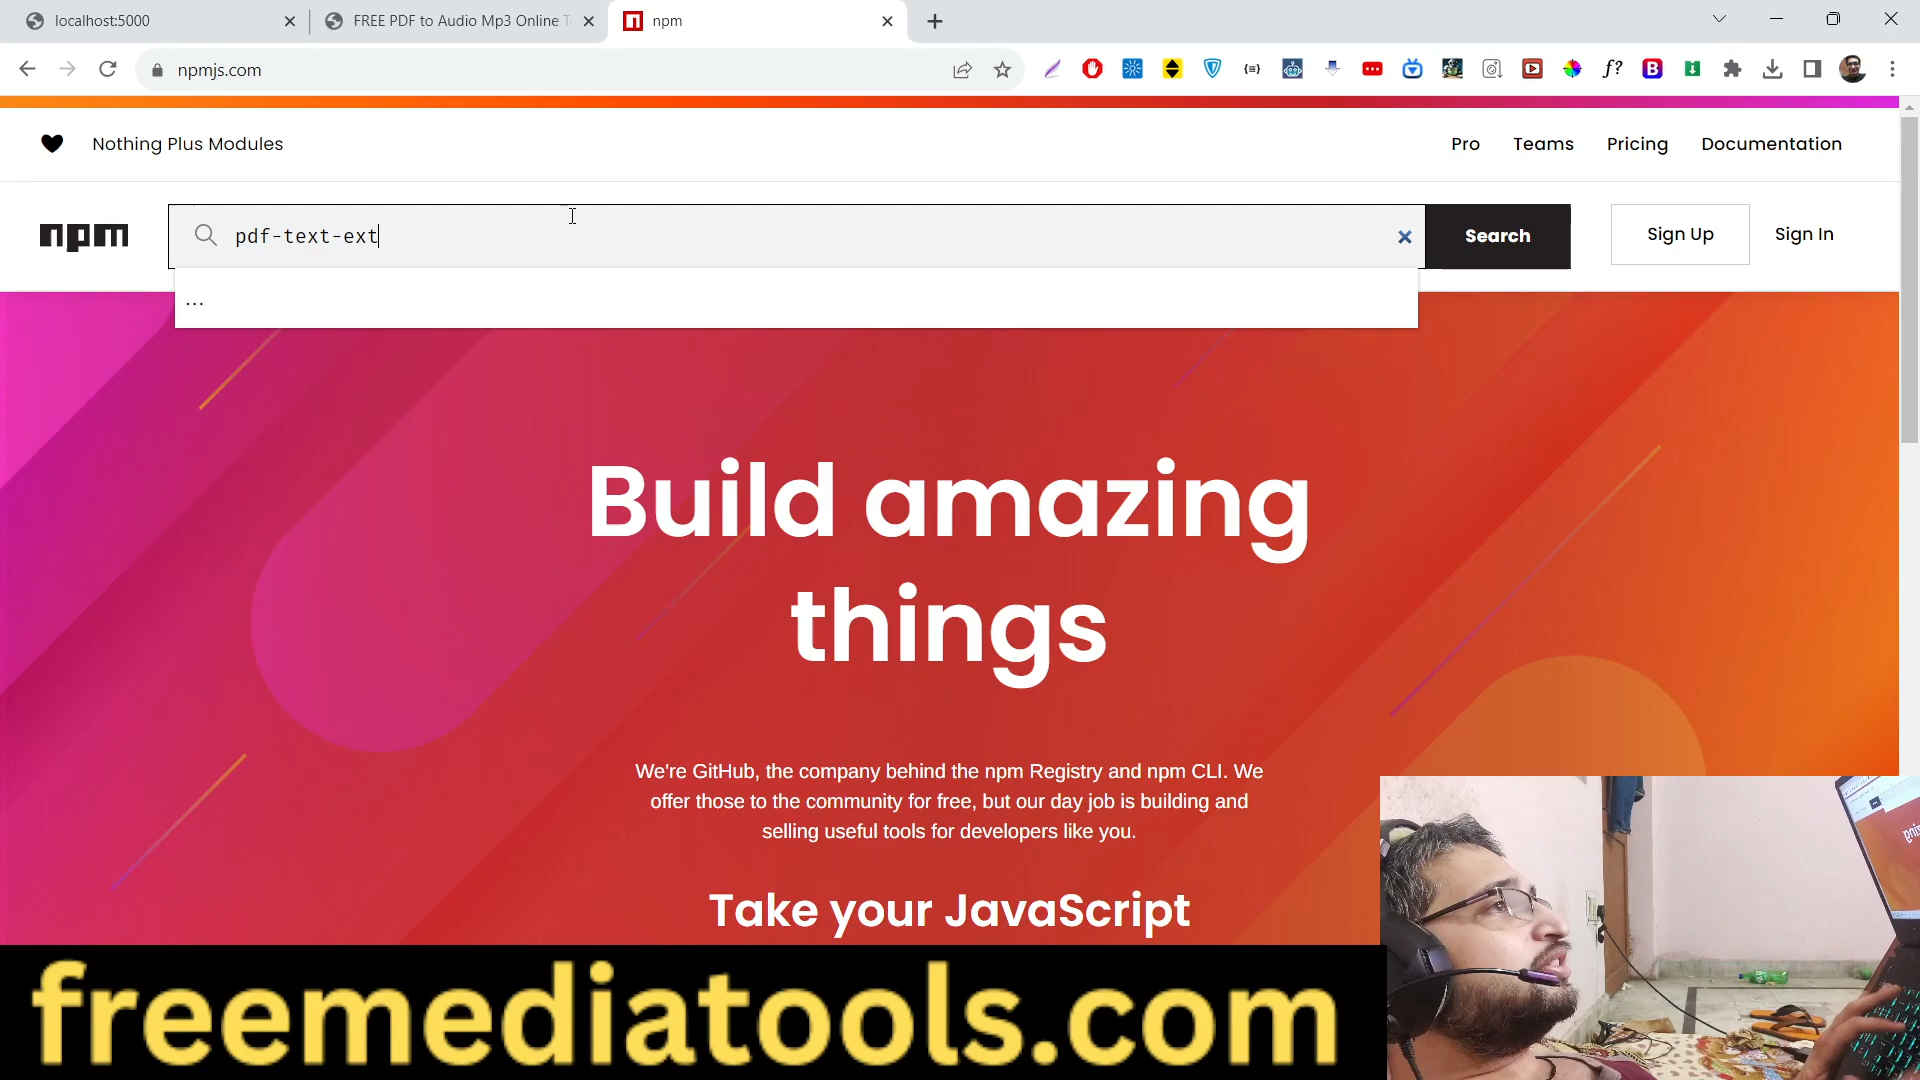 localhost:5000
FREE PDF to Audio Mp3 Online T
npm
npmjs.com
Nothing Plus Modules
Pro
Teams
Pricing
Documentation
npm
pdf-text-ext
Search
Sign Up
Sign In
...
Build amazing
things
We're GitHub, the company behind the npm Registry and npm CLI. We
offer those to the community for free, but our day job is building and
selling useful tools for developers like you.
Take your JavaScript
freemediatools.com